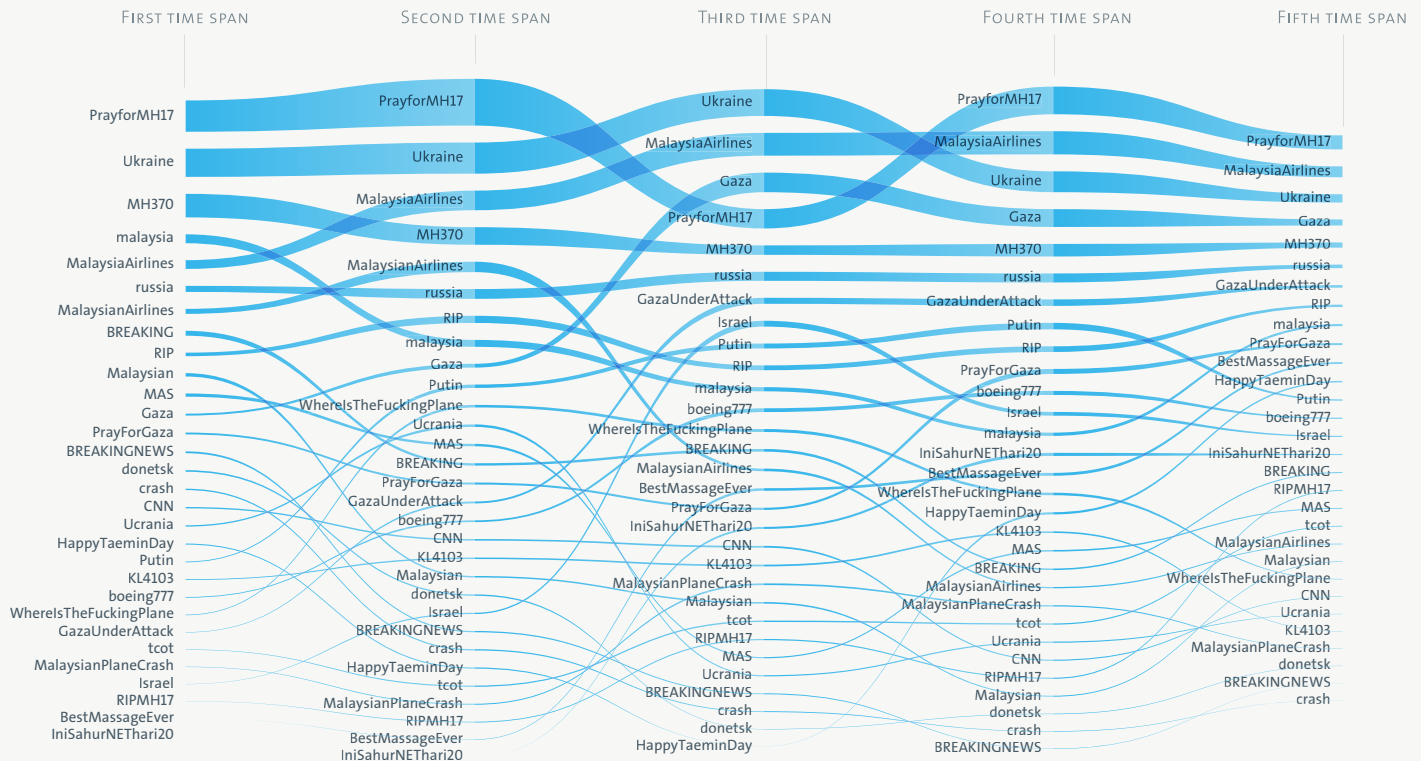 FIRST TIME SPAN
SECOND TIME SPAN
THIRD TIME SPAN
FOURTH TIME SPAN
FIFTH TIME SPAN
PrayforMH17
Ukraine
MH370
malaysia
MalaysiaAirlines
russia
MalaysianAirlines
BREAKING
RIP
Malaysian
MAS
Gaza
PrayForGaza
BREAKINGNEWS
donetsk
crash
CNN
Ucrania
HappyTaeminDay
Putin
KL4103
boeing777
WhereIsTheFuckingPlane
GazaUnderAttack
tcot
MalaysianPlaneCrash
Israel
RIPMH17
BestMassageEver
IniSahurNEThari20
PrayforMH17
Ukraine
MalaysiaAirlines
MH370
MalaysianAirlines
russia
RIP
malaysia
Gaza
Putin
WhereIsTheFuckingPlane
Ucrania
MAS
BREAKING
PrayForGaza
GazaUnderAttack
boeing777
CNN
KL4103
Malaysian
donetsk
Israel
BREAKINGNEWS
crash
HappyTaeminDay
tcot
MalaysianPlaneCrash
RIPMH17
BestMassageEver
IniSahurNEThari20
Ukraine
MalaysiaAirlines
Gaza
PrayforMH17
MH370
russia
GazaUnderAttack
Israel
Putin
RIP
malaysia
boeing777
WhereIsTheFuckingPlane
BREAKING
MalaysianAirlines
BestMassageEver
PrayForGaza
IniSahurNEThari20
CNN
KL4103
MalaysianPlaneCrash
Malaysian
tcot
RIPMH17
MAS
Ucrania
BREAKINGNEWS
crash
donetsk
HappyTaeminDay
PrayforMH17
MalaysiaAirlines
Ukraine
Gaza
MH370
russia
GazaUnderAttack
Putin
RIP
PrayForGaza
boeing777
Israel
malaysia
IniSahurNEThari20
BestMassageEver
WhereIsTheFuckingPlane
HappyTaeminDay
KL4103
MAS
BREAKING
MalaysianAirlines
MalaysianPlaneCrash
tcot
Ucrania
CNN
RIPMH17
Malaysian
donetsk
crash
BREAKINGNEWS
PrayforMH17
MalaysiaAirlines
Ukraine
Gaza
MH370
russia
GazaUnderAttack
RIP
malaysia
PrayForGaza
BestMassageEver
HappyTaeminDay
Putin
boeing777
Israel
IniSahurNEThari20
BREAKING
RIPMH17
MAS
tcot
MalaysianAirlines
Malaysian
WhereIsTheFuckingPlane
CNN
Ucrania
KL4103
MalaysianPlaneCrash
donetsk
BREAKINGNEWS
crash